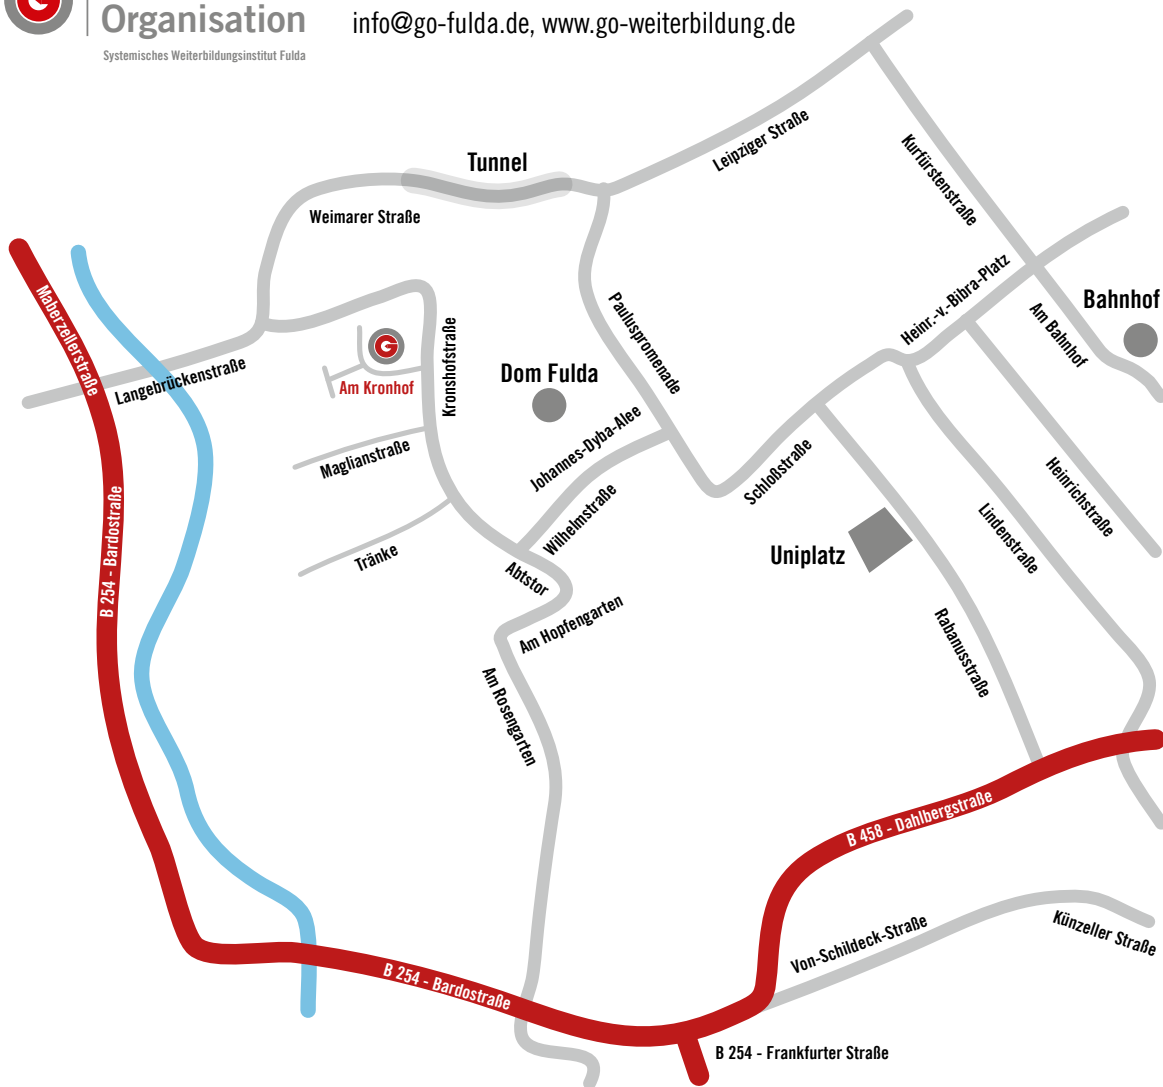 G
Organisation
Systemisches Weiterbildungsinstitut Fulda
info@go-fulda.de, www.go-weiterbildung.de
Tunnel
Leipziger Straße
Kurfürstenstraße
Weimarer Straße
Heinr.-v.-Bibra-Platz
Bahnhof
Am Bahnhof
Maberzellerstraße
Pauluspromenade
Kronshofstraße
G
Langebrückenstraße
Am Kronhof
Dom Fulda
Johannes-Dyba-Alee
Maglianstraße
Schloßstraße
Heinrichstraße
B 254 - Bardostraße
Wilhelmstraße
Lindenstraße
Tränke
Uniplatz
Abtstor
Am Hopfengarten
Rabanusstraße
Am Rosengarten
B 458 - Dahlbergstraße
Von-Schildeck-Straße
Künzeller Straße
B 254 - Bardostraße
B 254 - Frankfurter Straße